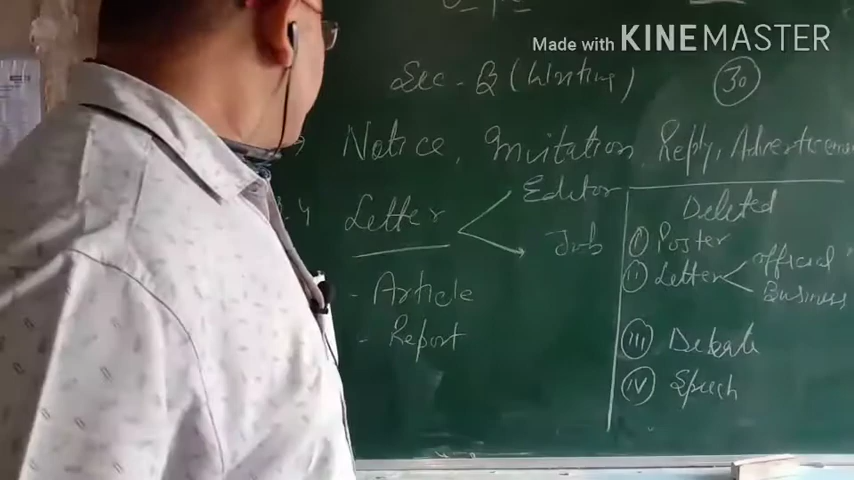 Made with KINEMASTER
Sec-B (Writing) 30
Notice, Invitation, Reply, Advertisement
Letter Editor
Job
- Article
- Report
Deleted
I Poster
II Letter official
Business
III Debate
IV Speech